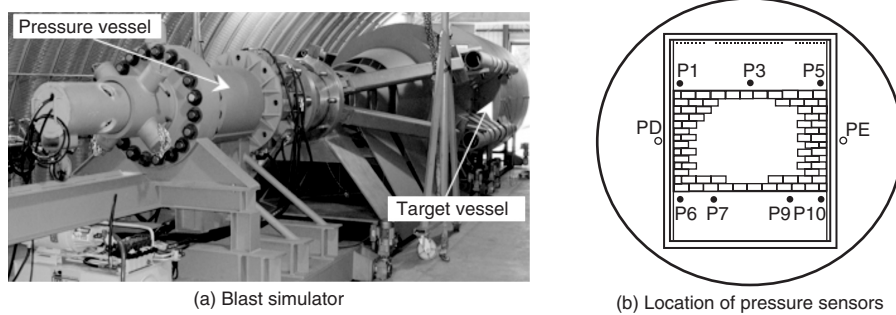 Pressure vessel
Target vessel
(a) Blast simulator
P1 P3 P5
PD PE
P6 P7 P9 P10
(b) Location of pressure sensors